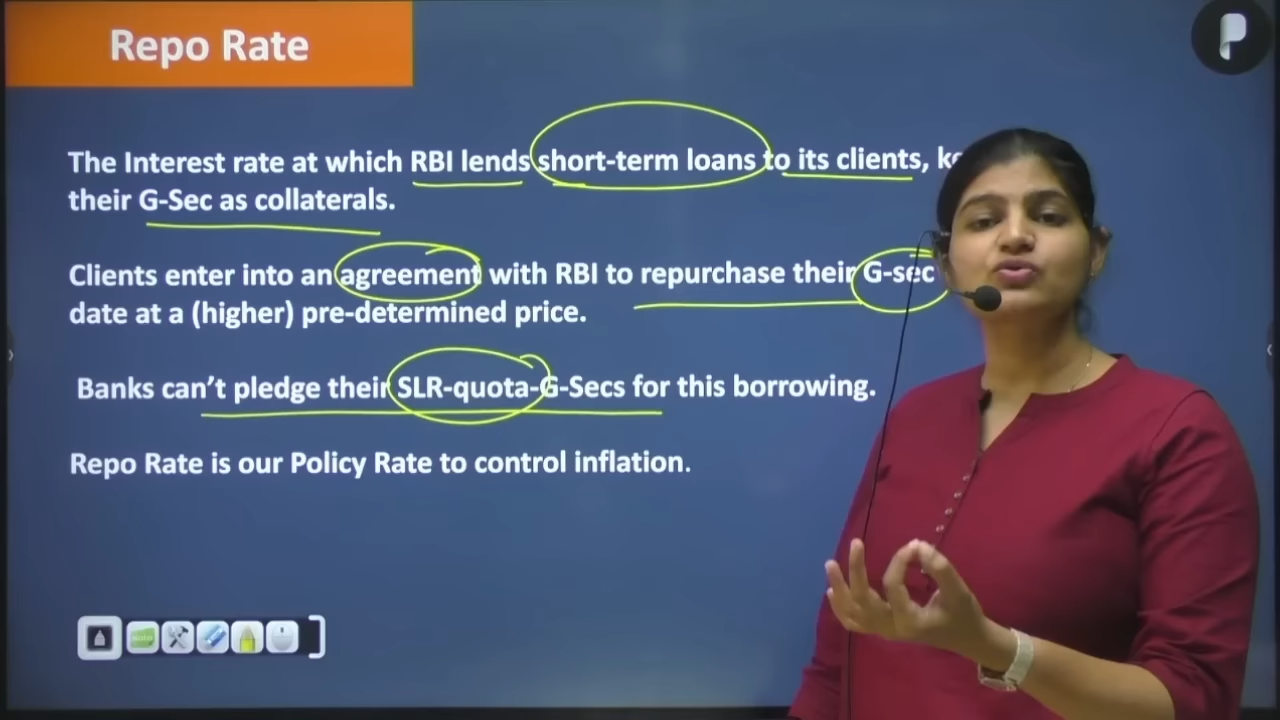 Repo Rate
The Interest rate at which RBI lends short-term loans to its clients,
their G-Sec as collaterals.
Clients enter into an agreement with RBI to repurchase their G-sec
date at a (higher) pre-determined price.
Banks can't pledge their SLR-quota-G-Secs for this borrowing.
Repo Rate is our Policy Rate to control inflation.